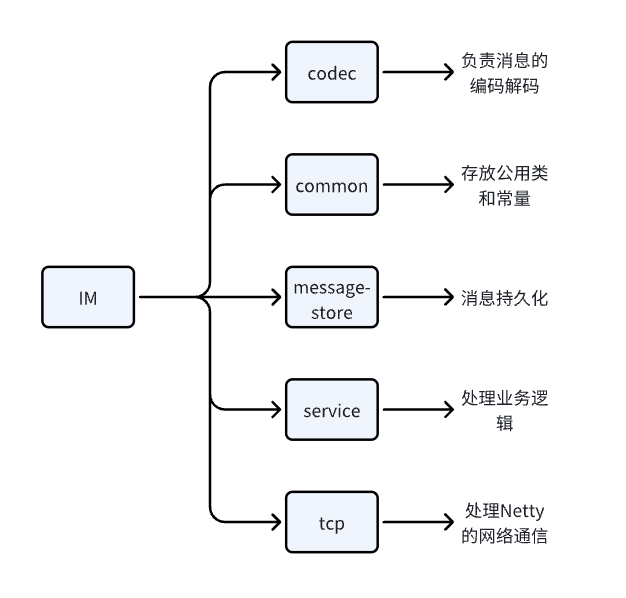 codec
负责消息的
编码解码
common
存放公用类
和常量
IM
message-
store
消息持久化
service
处理业务逻
辑
tcp
处理Netty
的网络通信